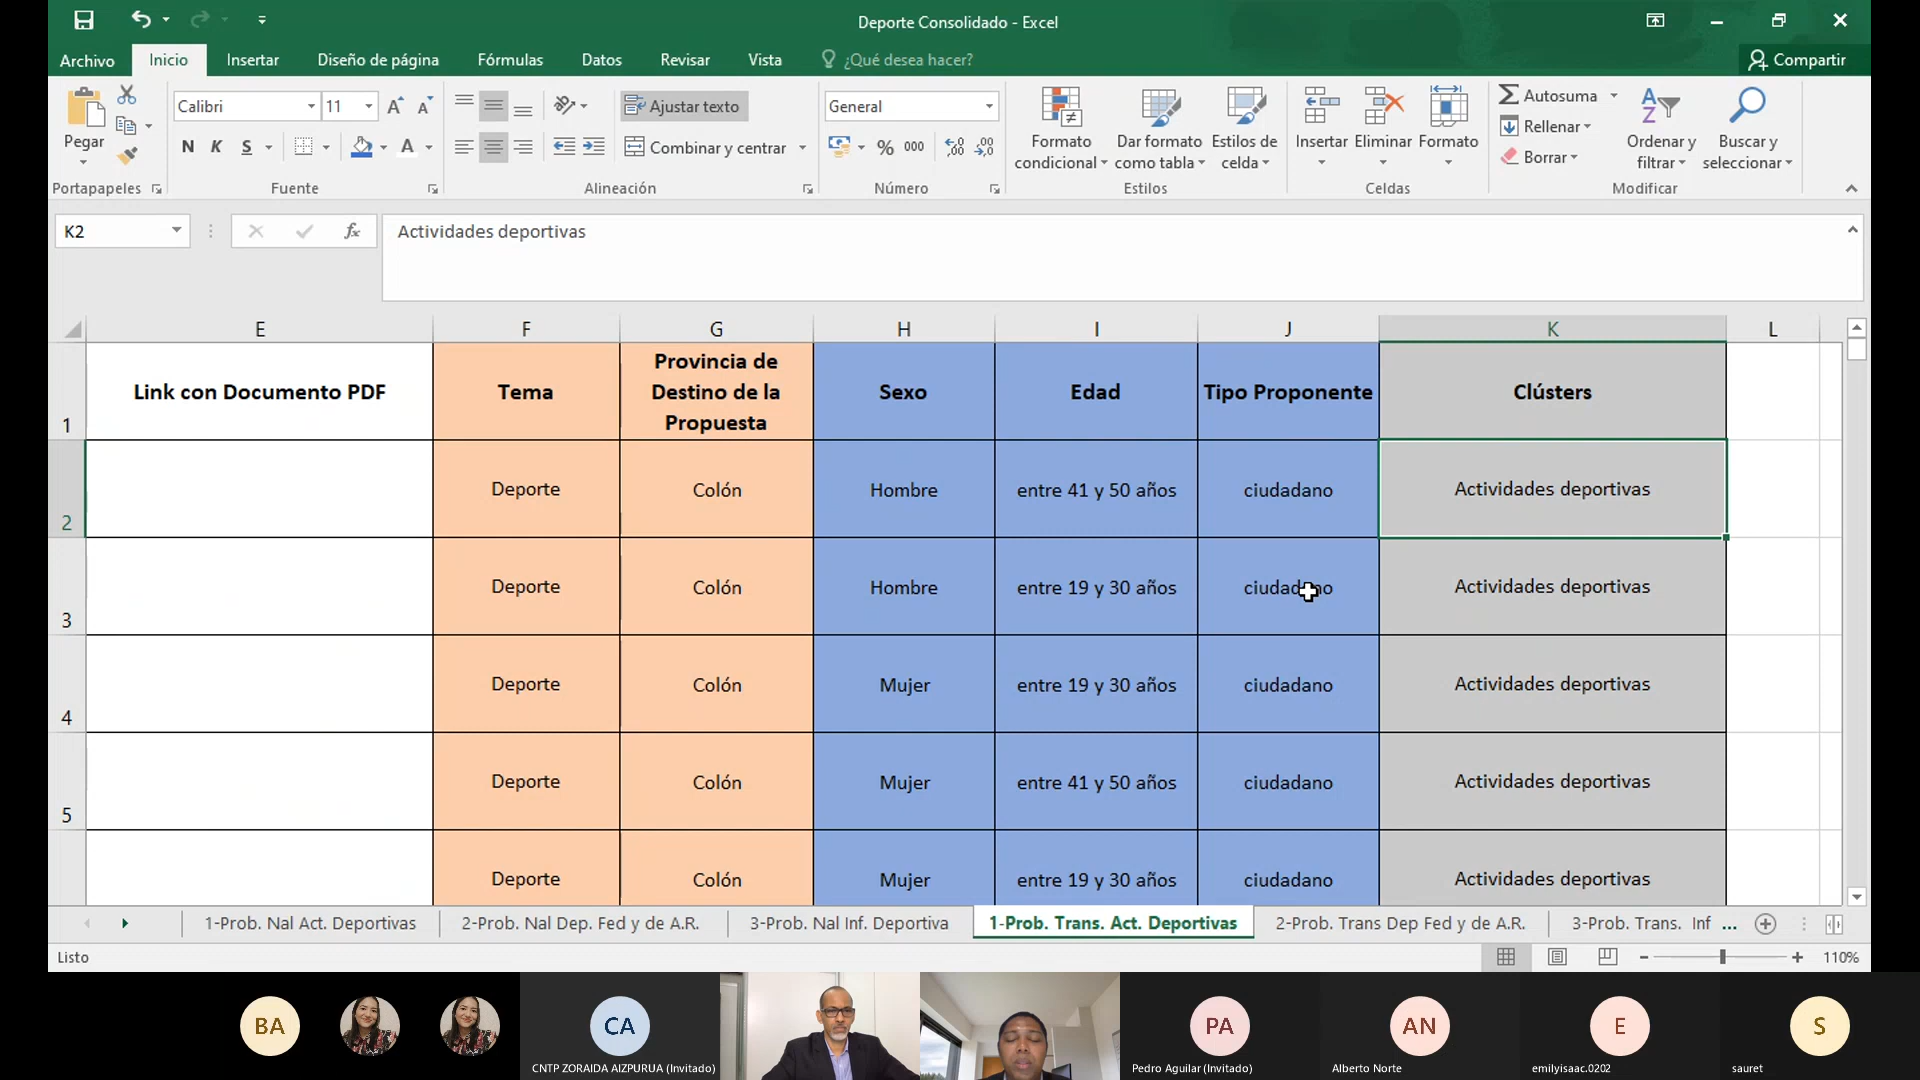 Deporte Consolidado - Excel
Archivo Inicio Insertar Diseño de página Fórmulas Datos Revisar Vista ¿Qué desea hacer? Compartir
Pegar
Portapapeles
Calibri 11
N K S
Fuente
Ajustar texto
Combinar y centrar
Alineación
General
% 000
Número
Formato condicional
Dar formato como tabla
Estilos de celda
Estilos
Insertar Eliminar Formato
Celdas
Autosuma
Rellenar
Borrar
Ordenar y filtrar
Buscar y seleccionar
Modificar
K2 fx Actividades deportivas
E F G H I J K L
1 Link con Documento PDF Tema Provincia de Destino de la Propuesta Sexo Edad Tipo Proponente Clústers
2 Deporte Colón Hombre entre 41 y 50 años ciudadano Actividades deportivas
3 Deporte Colón Hombre entre 19 y 30 años ciudadano Actividades deportivas
4 Deporte Colón Mujer entre 19 y 30 años ciudadano Actividades deportivas
5 Deporte Colón Mujer entre 41 y 50 años ciudadano Actividades deportivas
Deporte Colón Mujer entre 19 y 30 años ciudadano Actividades deportivas
1-Prob. Nal Act. Deportivas 2-Prob. Nal Dep. Fed y de A.R. 3-Prob. Nal Inf. Deportiva 1-Prob. Trans. Act. Deportivas 2-Prob. Trans Dep Fed y de A.R. 3-Prob. Trans. Inf ...
Listo 110%
BA CA PA AN E S
CNTP ZORAIDA AIZPURUA (Invitado) Pedro Aguilar (Invitado) Alberto Norte emilyisaac.0202 sauret